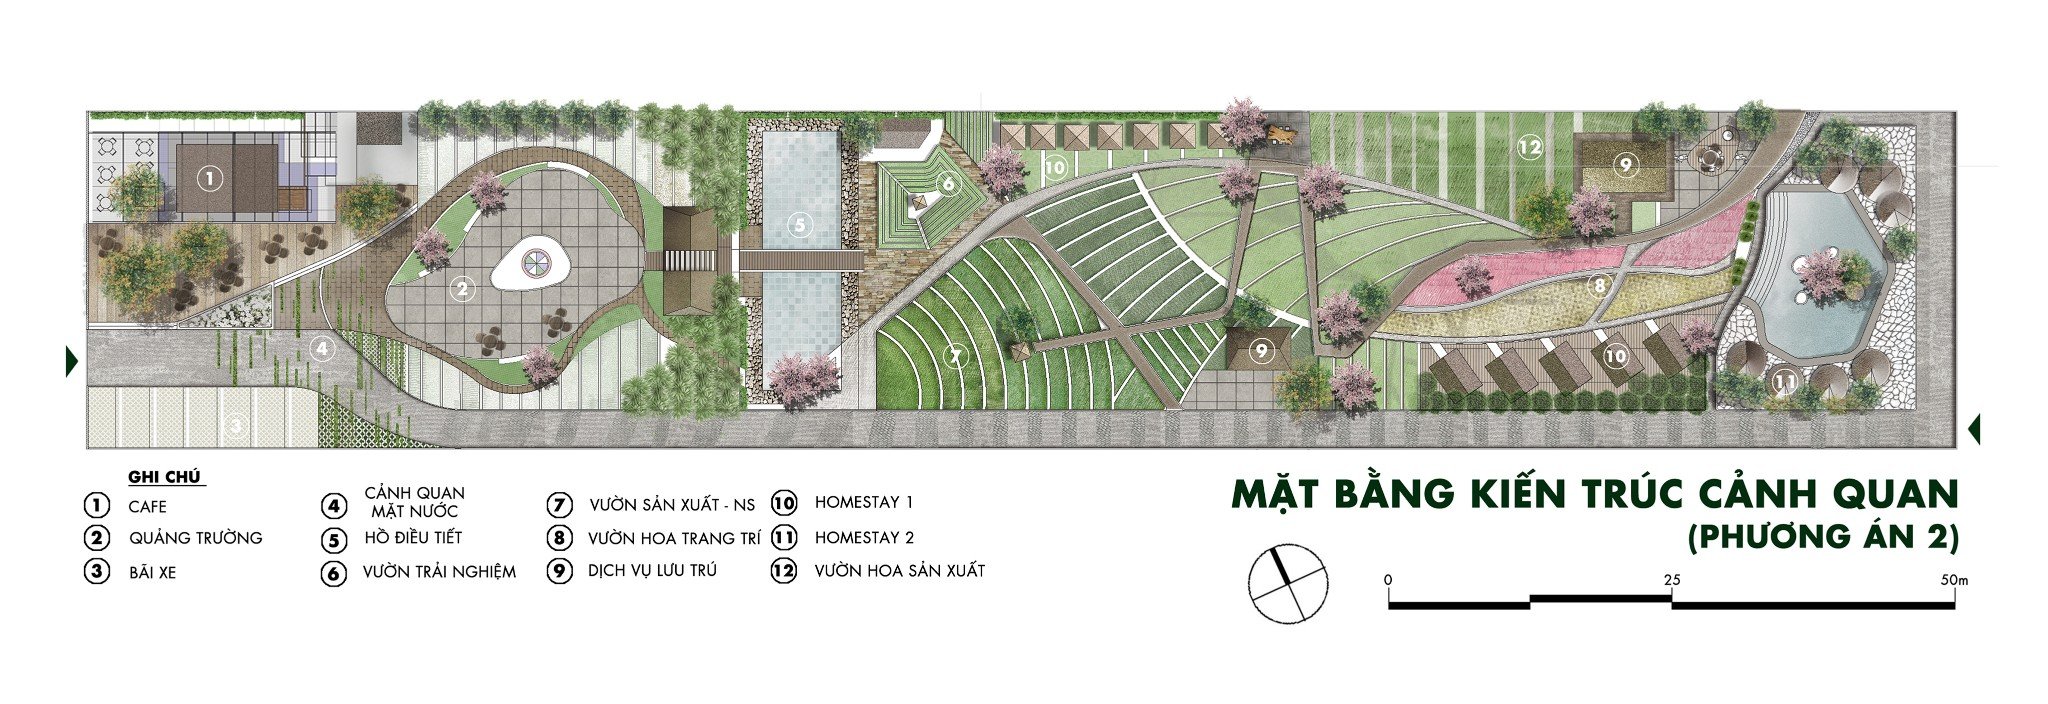 1
2
3
4
5
6
7
8
9
9
10
10
11
12
GHI CHÚ
1 CAFE
2 QUẢNG TRƯỜNG
3 BÃI XE
4 CẢNH QUAN
MẶT NƯỚC
5 HỒ ĐIỀU TIẾT
6 VƯỜN TRẢI NGHIỆM
7 VƯỜN SẢN XUẤT - NS
8 VƯỜN HOA TRANG TRÍ
9 DỊCH VỤ LƯU TRÚ
10 HOMESTAY 1
11 HOMESTAY 2
12 VƯỜN HOA SẢN XUẤT
MẶT BẰNG KIẾN TRÚC CẢNH QUAN
(PHƯƠNG ÁN 2)
0 25 50m